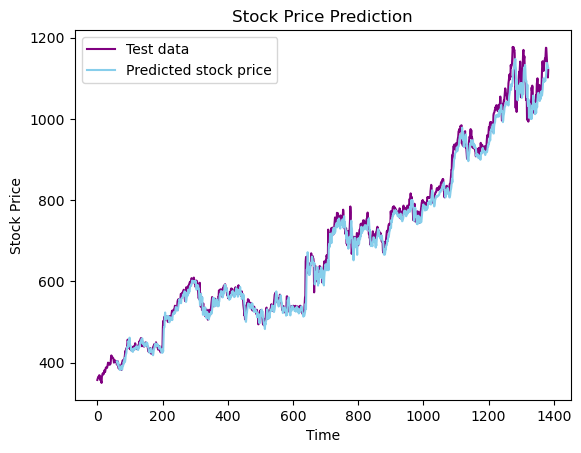 Stock Price Prediction
Test data
Predicted stock price
1200
1000
800
600
400
Stock Price
0 200 400 600 800 1000 1200 1400
Time